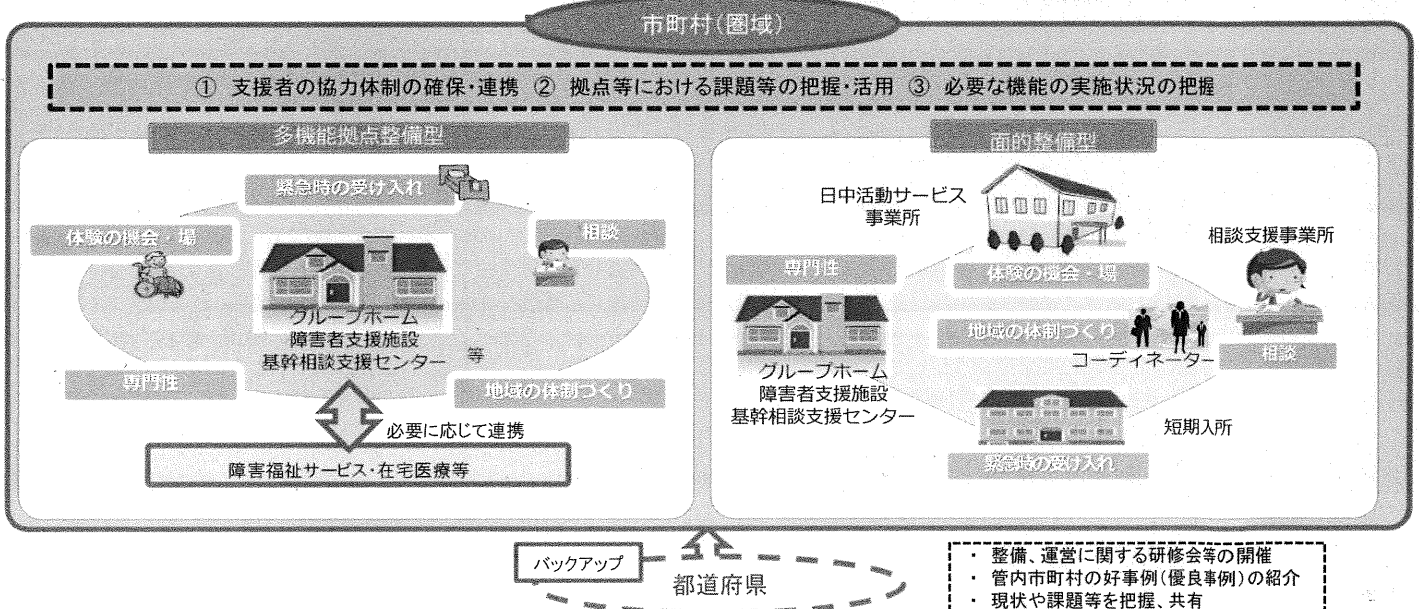 市町村(圏域)
① 支援者の協力体制の確保・連携 ② 拠点等における課題等の把握・活用 ③ 必要な機能の実施状況の把握
多機能拠点整備型
緊急時の受け入れ
体験の機会・場
相談
グループホーム
障害者支援施設
基幹相談支援センター 等
専門性
地域の体制づくり
必要に応じて連携
障害福祉サービス・在宅医療等
面的整備型
日中活動サービス
事業所
相談支援事業所
専門性
体験の機会・場
地域の体制づくり
コーディネーター
相談
グループホーム
障害者支援施設
基幹相談支援センター
短期入所
緊急時の受け入れ
バックアップ
都道府県
・ 整備、運営に関する研修会等の開催
・ 管内市町村の好事例(優良事例)の紹介
・ 現状や課題等を把握、共有